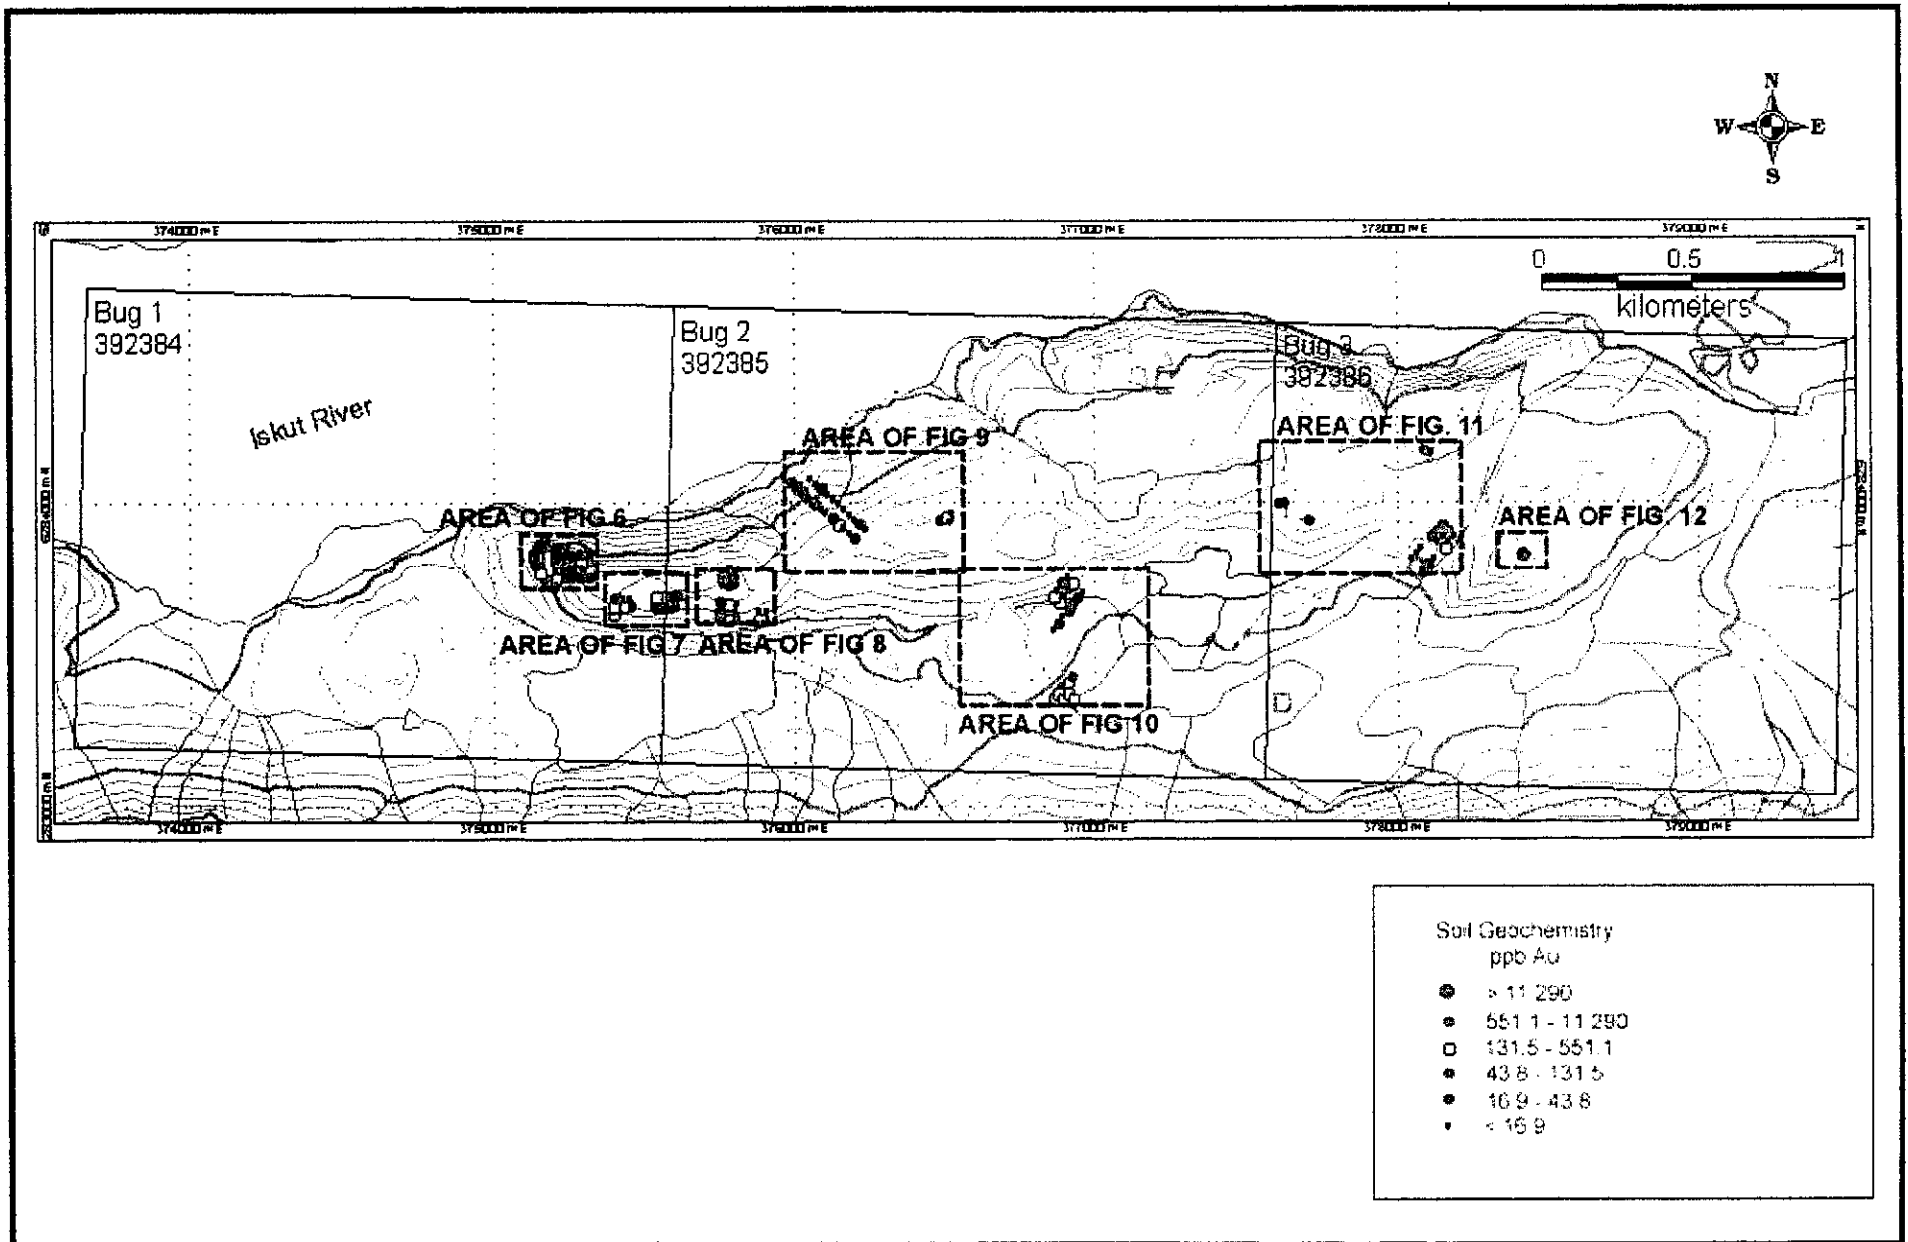 N
W E
S
374000 m E 375000 m E 376000 m E 377000 m E 378000 m E 379000 m E
0 0.5 1
kilometers
Bug 1
392384
Bug 2
392385
Bug 3
392386
Iskut River
AREA OF FIG 9
AREA OF FIG. 11
AREA OF FIG 6
AREA OF FIG. 12
AREA OF FIG 7
AREA OF FIG 8
AREA OF FIG 10
6284000 m N
6284000 m N
374000 m E 375000 m E 376000 m E 377000 m E 378000 m E 379000 m E
Soil Geochemistry
ppb Au
> 11 290
551 1 - 11 290
131.5 - 551.1
43 8 - 131 5
16 9 - 43 8
< 16 9